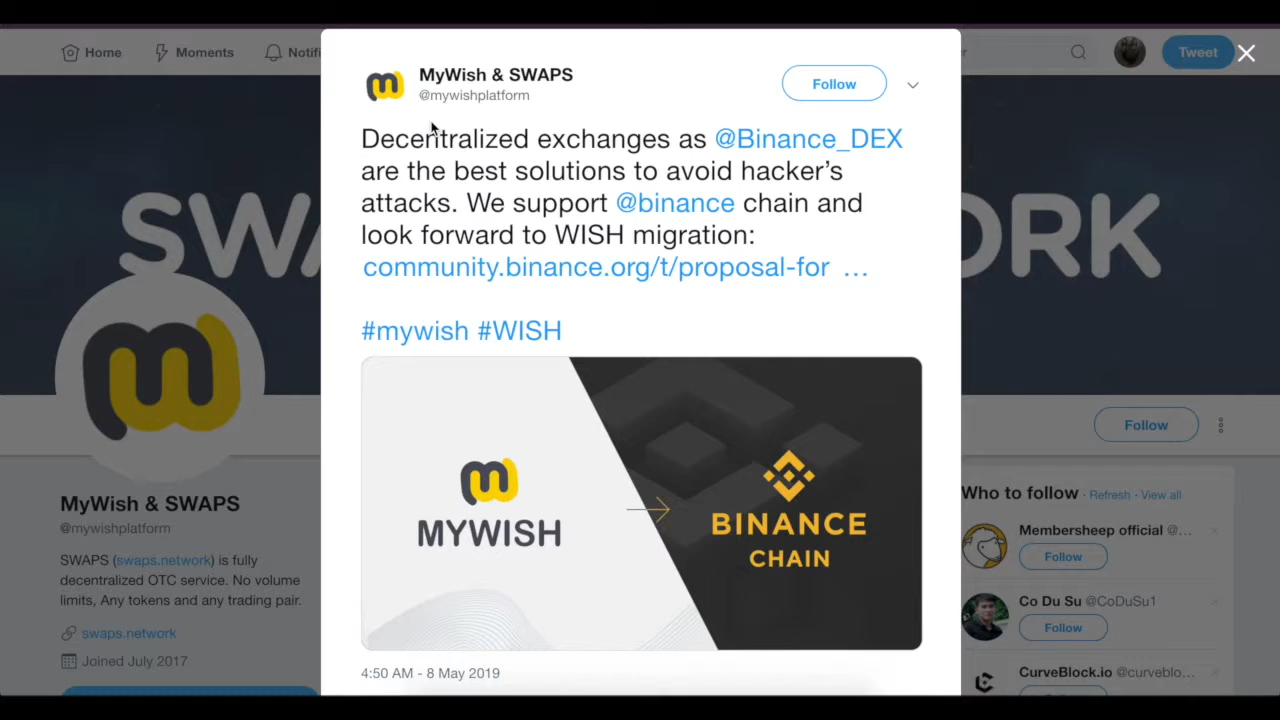 Home
Moments
Notifi
er
Tweet
MyWish & SWAPS
@mywishplatform
Follow
Decentralized exchanges as @Binance_DEX
are the best solutions to avoid hacker's
attacks. We support @binance chain and
look forward to WISH migration:
community.binance.org/t/proposal-for …
#mywish #WISH
MYWISH
BINANCE
CHAIN
4:50 AM - 8 May 2019
SWA
ORK
MyWish & SWAPS
@mywishplatform
SWAPS (swaps.network) is fully
decentralized OTC service. No volume
limits, Any tokens and any trading pair.
swaps.network
Joined July 2017
Follow
Who to follow · Refresh · View all
Membersheep official @...
Follow
Co Du Su @CoDuSu1
Follow
CurveBlock.io @curveblo...